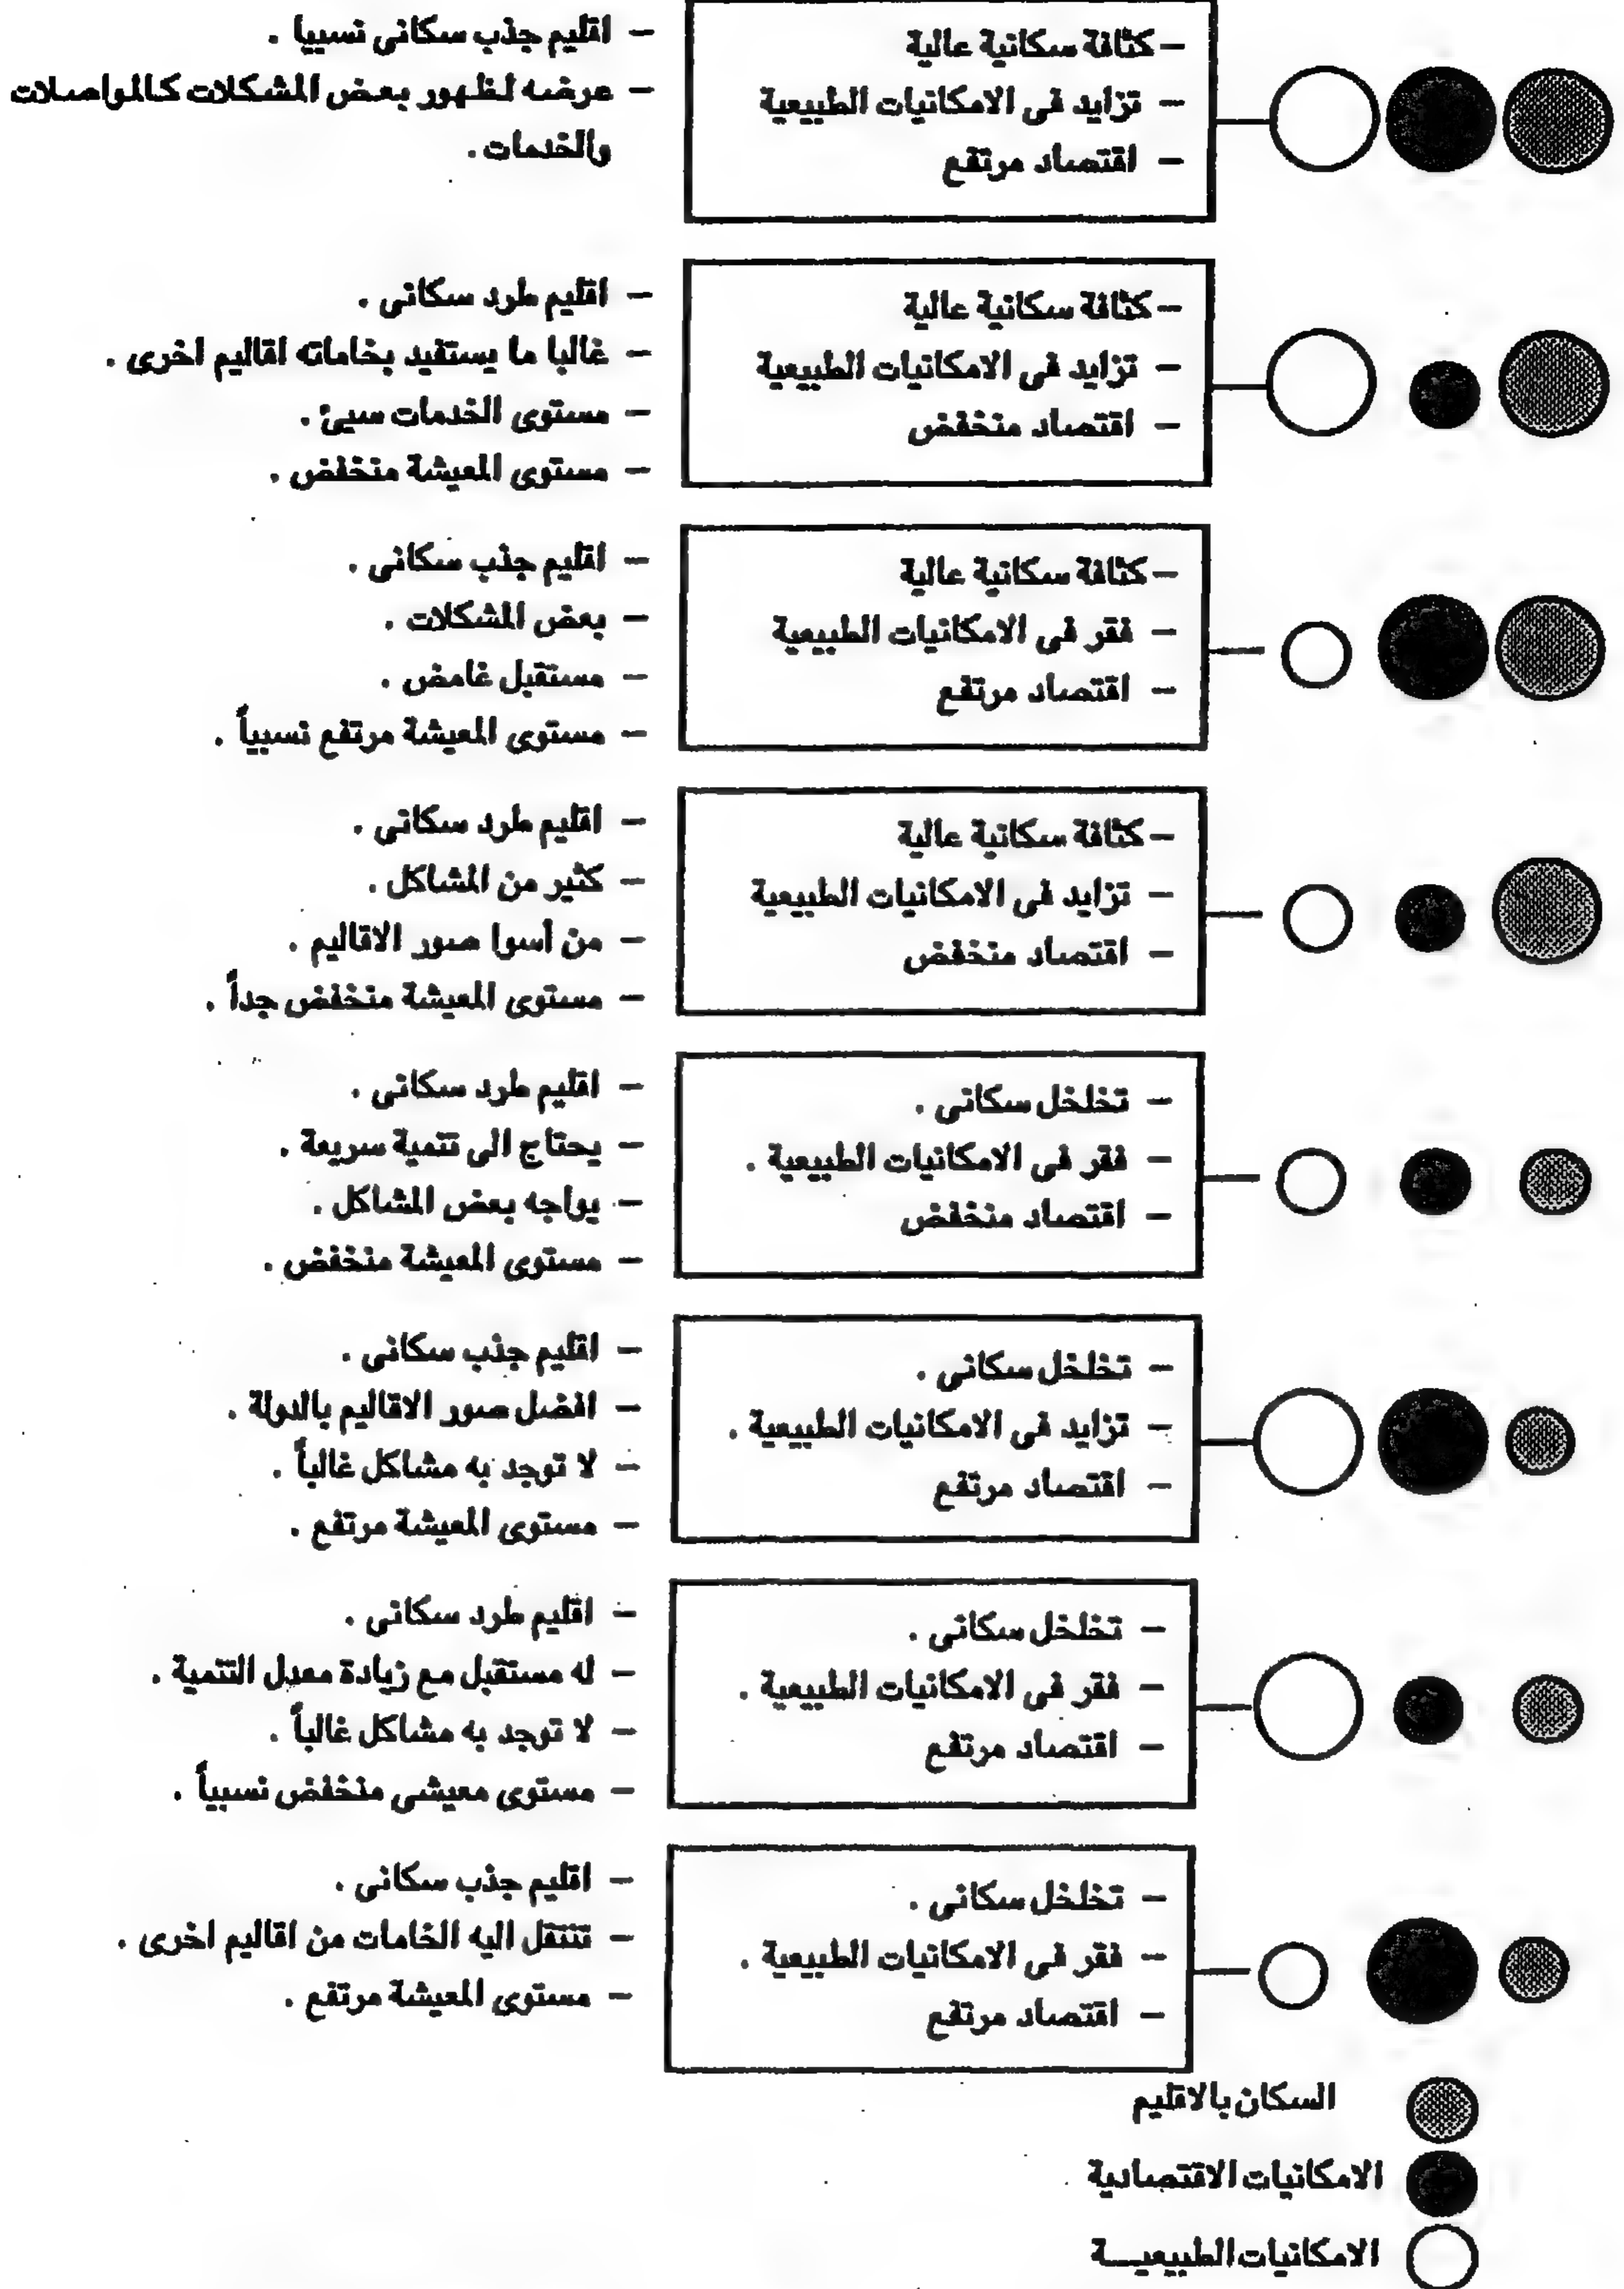 – كثافة سكانية عالية
– تزايد فى الامكانيات الطبيعية
– اقتصاد مرتفع
– اقليم جذب سكانى نسبيا .
– عرضه لظهور بعض المشكلات كالمواصلات
والخدمات .
– كثافة سكانية عالية
– تزايد فى الامكانيات الطبيعية
– اقتصاد منخفض
– اقليم طرد سكانى .
– غالبا ما يستفيد بخاماته اقاليم اخرى .
– مستوى الخدمات سيئ .
– مستوى المعيشة منخفض .
– كثافة سكانية عالية
– فقر فى الامكانيات الطبيعية
– اقتصاد مرتفع
– اقليم جذب سكانى .
– بعض المشكلات .
– مستقبل غامض .
– مستوى المعيشة مرتفع نسبياً .
– كثافة سكانية عالية
– تزايد فى الامكانيات الطبيعية
– اقتصاد منخفض
– اقليم طرد سكانى .
– كثير من المشاكل .
– من أسوا صور الاقاليم .
– مستوى المعيشة منخفض جداً .
– تخلخل سكانى .
– فقر فى الامكانيات الطبيعية .
– اقتصاد منخفض
– اقليم طرد سكانى .
– يحتاج الى تنمية سريعة .
– يواجه بعض المشاكل .
– مستوى المعيشة منخفض .
– تخلخل سكانى .
– تزايد فى الامكانيات الطبيعية .
– اقتصاد مرتفع
– اقليم جذب سكانى .
– افضل صور الاقاليم بالدولة .
– لا توجد به مشاكل غالباً .
– مستوى المعيشة مرتفع .
– تخلخل سكانى .
– فقر فى الامكانيات الطبيعية .
– اقتصاد مرتفع
– اقليم طرد سكانى .
– له مستقبل مع زيادة معدل التنمية .
– لا توجد به مشاكل غالباً .
– مستوى معيشى منخفض نسبياً .
– تخلخل سكانى .
– فقر فى الامكانيات الطبيعية .
– اقتصاد مرتفع
– اقليم جذب سكانى .
– تنتقل اليه الخامات من اقاليم اخرى .
– مستوى المعيشة مرتفع .
السكان بالاقليم
الامكانيات الاقتصادية
الامكانيات الطبيعيـــة